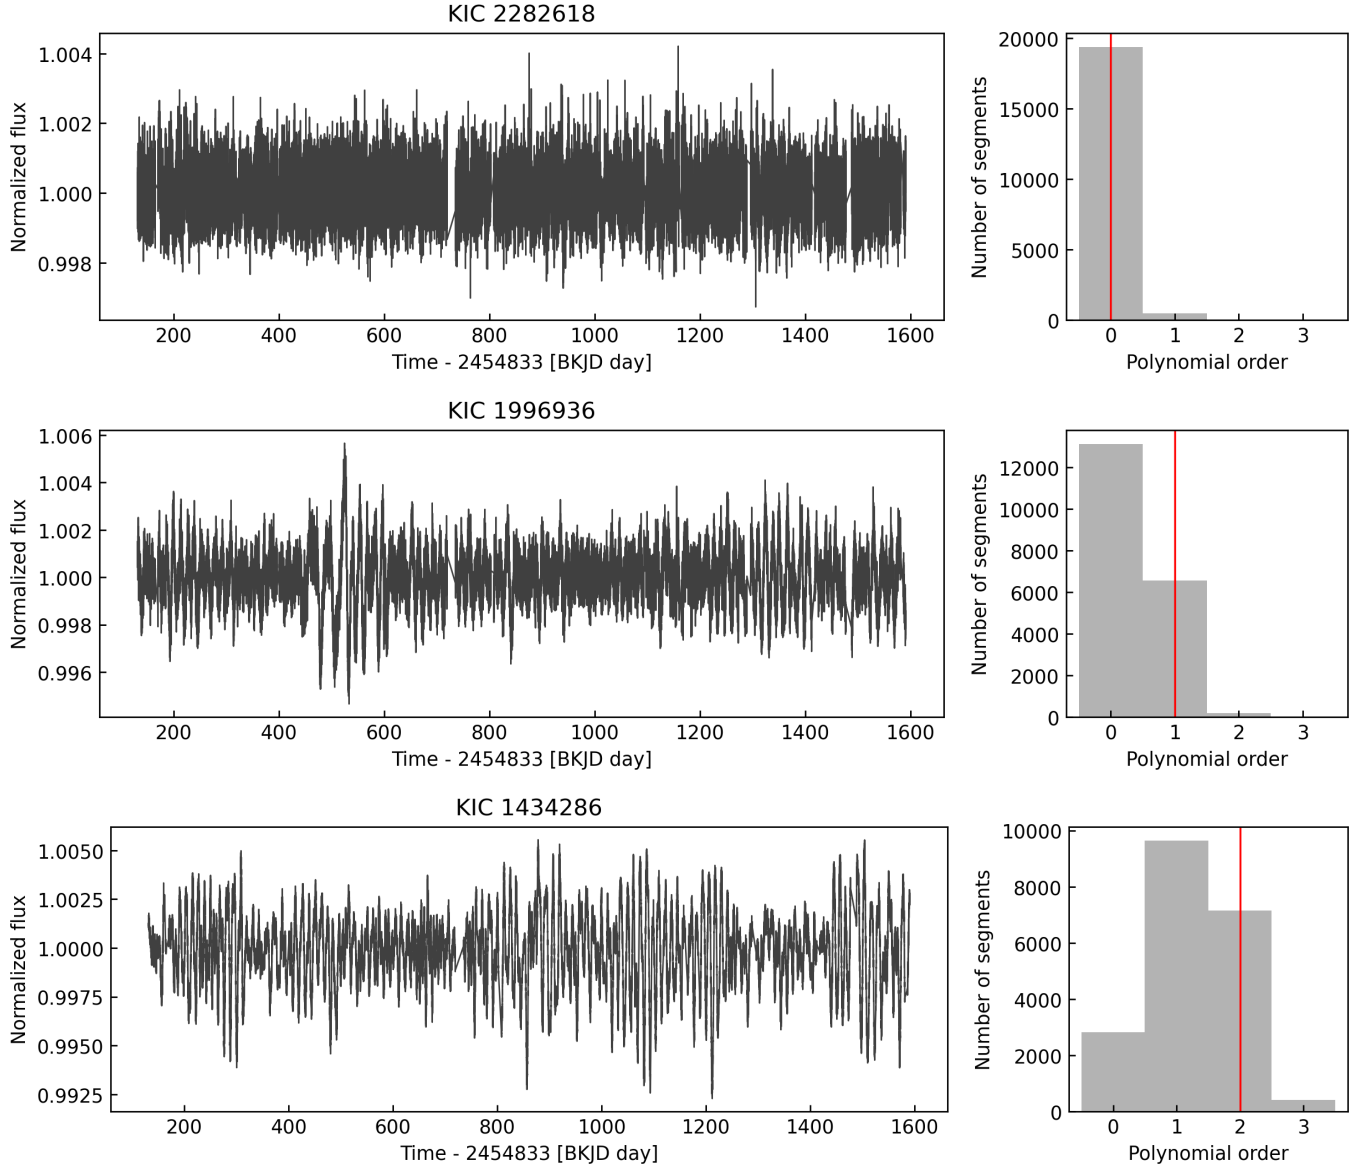 KIC 2282618
Normalized flux
1.004
1.002
1.000
0.998
200 400 600 800 1000 1200 1400 1600
Time - 2454833 [BKJD day]
Number of segments
20000
15000
10000
5000
0
0 1 2 3
Polynomial order
KIC 1996936
Normalized flux
1.006
1.004
1.002
1.000
0.998
0.996
200 400 600 800 1000 1200 1400 1600
Time - 2454833 [BKJD day]
Number of segments
12000
10000
8000
6000
4000
2000
0
0 1 2 3
Polynomial order
KIC 1434286
Normalized flux
1.0050
1.0025
1.0000
0.9975
0.9950
0.9925
200 400 600 800 1000 1200 1400 1600
Time - 2454833 [BKJD day]
Number of segments
10000
8000
6000
4000
2000
0
0 1 2 3
Polynomial order